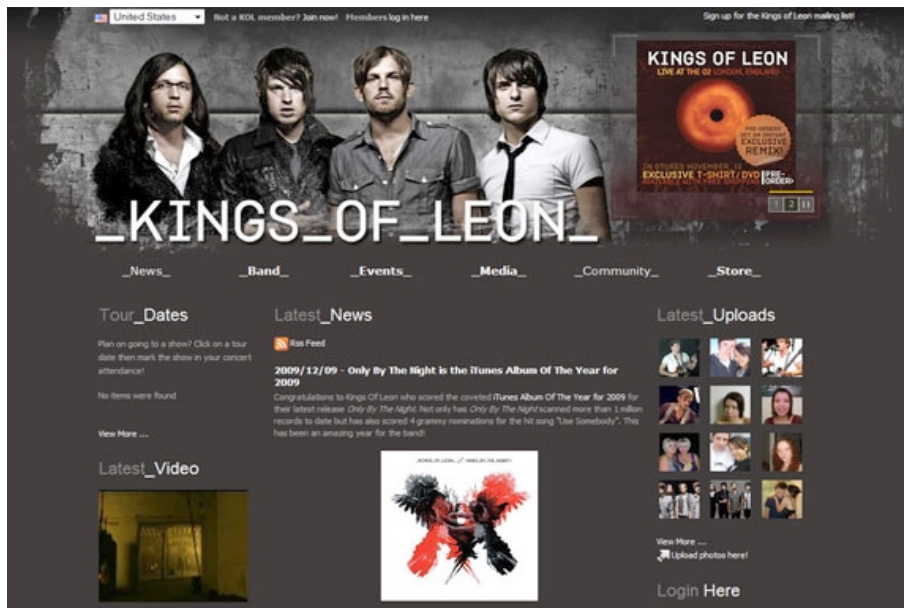 United States
Not a KOL member? Join now! Members log in here
Sign up for the Kings of Leon mailing list!
KINGS OF LEON
LIVE AT THE O2 LONDON, ENGLAND
PRE-ORDERS
GET AN INSTANT
EXCLUSIVE
REMIX!
IN STORES NOVEMBER 10
EXCLUSIVE T-SHIRT/DVD
AVAILABLE WITH FREE SHIPPING
PRE-
ORDER>
1 2
_KINGS_OF_LEON_
_News_ _Band_ _Events_ _Media_ _Community_ _Store_
Tour_Dates
Plan on going to a show? Click on a tour
date then mark the show in your concert
attendance!
No items were found
View More ...
Latest_Video
Latest_News
Rss Feed
2009/12/09 - Only By The Night is the iTunes Album Of The Year for
2009
Congratulations to Kings Of Leon who scored the coveted iTunes Album Of The Year for 2009 for
their latest release Only By The Night. Not only has Only By The Night scanned more than 1 million
records to date but has also scored 4 grammy nominations for the hit song "Use Somebody". This
has been an amazing year for the band!
Latest_Uploads
View More ...
Upload photos here!
Login Here